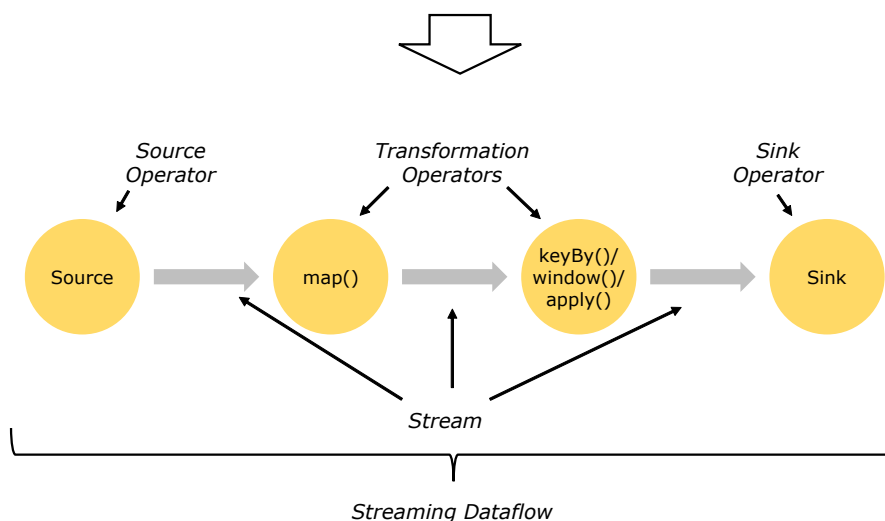 Source
Operator
Transformation
Operators
Sink
Operator
Source
map()
keyBy()/
window()/
apply()
Sink
Stream
Streaming Dataflow